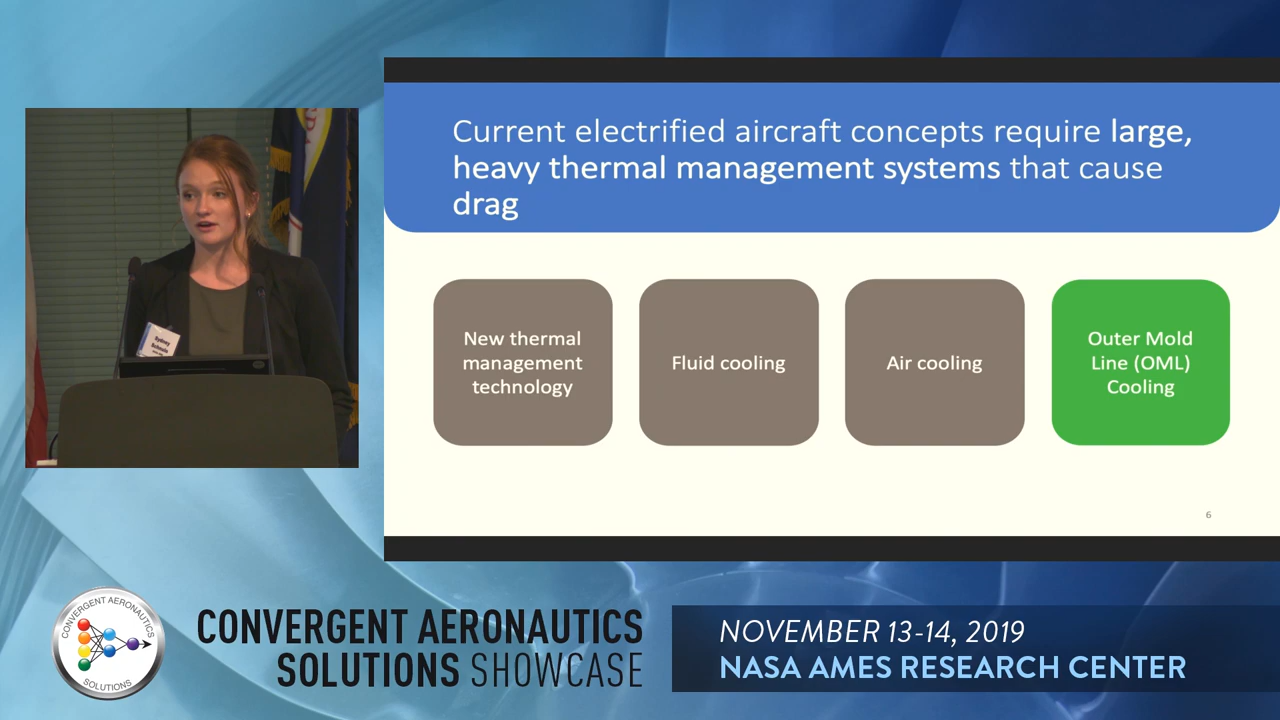 Current electrified aircraft concepts require large,
heavy thermal management systems that cause
drag
New thermal
management
technology
Fluid cooling
Air cooling
Outer Mold
Line (OML)
Cooling
6
Sydney
CONVERGENT AERONAUTICS
SOLUTIONS
CONVERGENT AERONAUTICS
SOLUTIONS SHOWCASE
NOVEMBER 13-14, 2019
NASA AMES RESEARCH CENTER